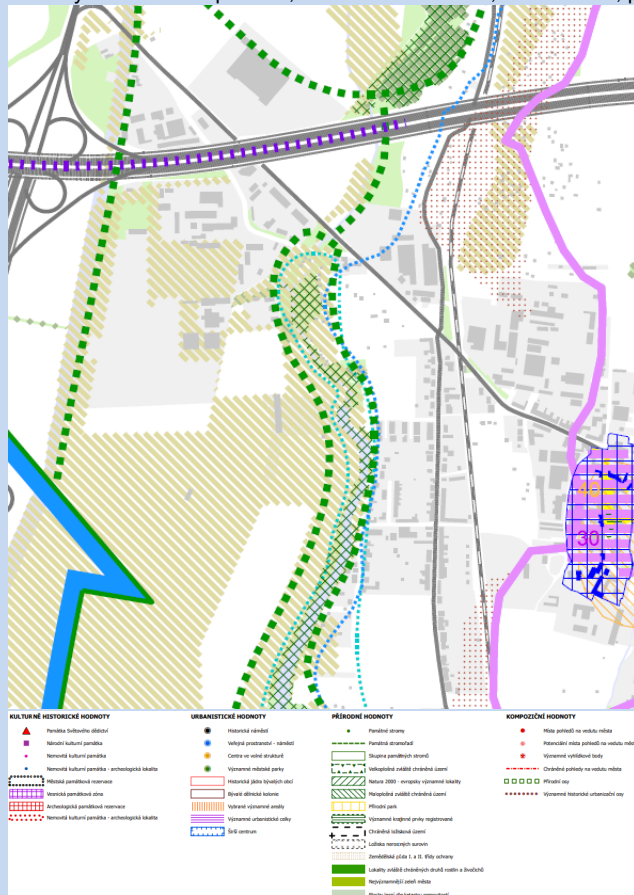 40
30
KULTURNĚ HISTORICKÉ HODNOTY
Památka Světového dědictví
Národní kulturní památka
Nemovitá kulturní památka
Nemovitá kulturní památka - archeologická lokalita
Městská památková rezervace
Vesnická památková zóna
Archeologická památková rezervace
Nemovitá kulturní památka - archeologická lokalita
URBANISTICKÉ HODNOTY
Historická náměstí
Veřejná prostranství - náměstí
Centra ve volné struktuře
Významné městské parky
Historická jádra bývalých obcí
Bývalé dělnické kolonie
Vybrané významné areály
Významné urbanistické celky
Širší centrum
PŘÍRODNÍ HODNOTY
Památné stromy
Památné stromořadí
Skupina památných stromů
Velkoplošné zvláště chráněné území
Natura 2000 - evropsky významné lokality
Maloplošné zvláště chráněné území
Přírodní park
Významné krajinné prvky registrované
Chráněná ložisková území
Ložiska nerostných surovin
Zemědělská půda I. a II. třídy ochrany
Lokality zvláště chráněných druhů rostlin a živočichů
Nejvýznamnější zeleň města
KOMPOZIČNÍ HODNOTY
Místa pohledů na vedutu města
Potenciální místa pohledů na vedutu měs
Významné vyhlídkové body
Chráněné pohledy na vedutu města
Přírodní osy
Významné historické urbanizační osy